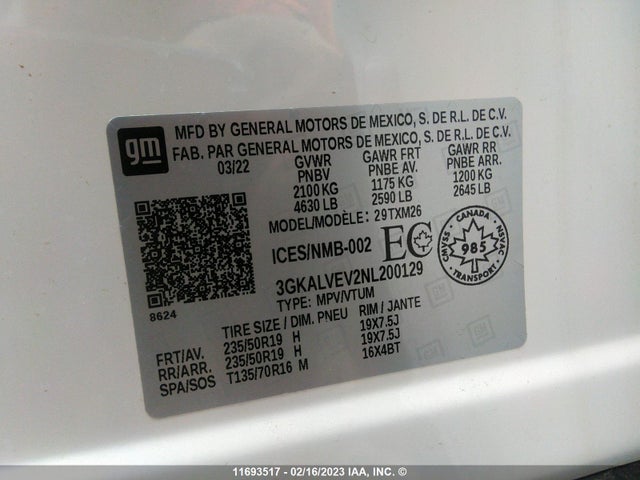 gm
MFD BY GENERAL MOTORS DE MEXICO, S. DE R.L. DE C.V.
FAB. PAR GENERAL MOTORS DE MEXICO, S. DE R.L. DE C.V.
03/22 GVWR GAWR FRT GAWR RR
PNBV PNBE AV. PNBE ARR.
2100 KG 1175 KG 1200 KG
4630 LB 2590 LB 2645 LB
MODEL/MODÈLE: 29TXM26
ICES/NMB-002 EC
CANADA
CMVSS NSVAC
985
TRANSPORT
3GKALVEV2NL200129
TYPE: MPV/VTUM
8624
TIRE SIZE / DIM. PNEU RIM / JANTE
FRT/AV. 235/50R19 H 19X7.5J
RR/ARR. 235/50R19 H 19X7.5J
SPA/SOS T135/70R16 M 16X4BT
11693517 - 02/16/2023 IAA, INC. ©